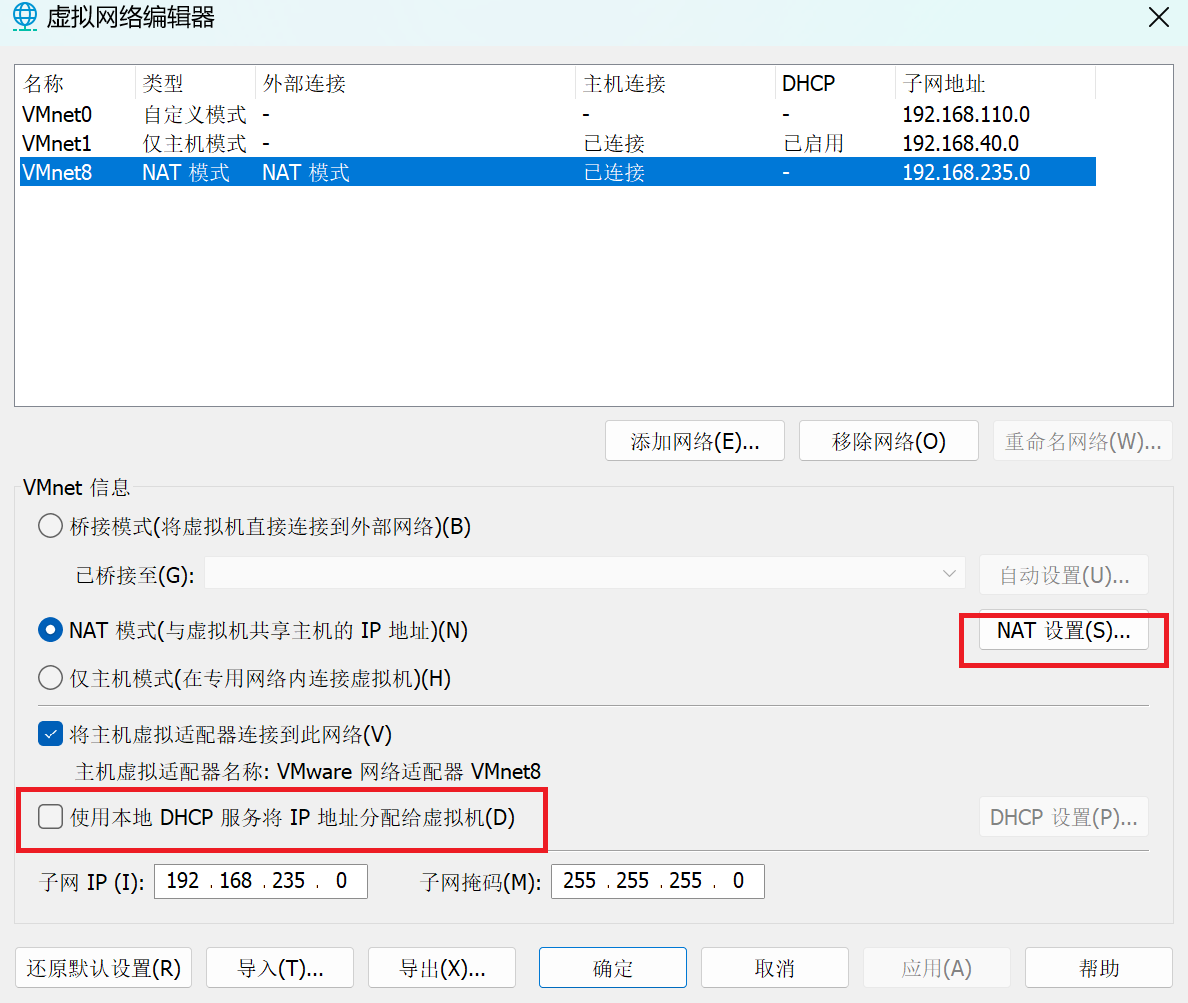 虚拟网络编辑器
名称 类型 外部连接 主机连接 DHCP 子网地址
VMnet0 自定义模式 - - - 192.168.110.0
VMnet1 仅主机模式 - 已连接 已启用 192.168.40.0
VMnet8 NAT 模式 NAT 模式 已连接 - 192.168.235.0
添加网络(E)... 移除网络(O) 重命名网络(W)...
VMnet 信息
桥接模式(将虚拟机直接连接到外部网络)(B)
已桥接至(G): 自动设置(U)...
NAT 模式(与虚拟机共享主机的 IP 地址)(N) NAT 设置(S)...
仅主机模式(在专用网络内连接虚拟机)(H)
将主机虚拟适配器连接到此网络(V)
主机虚拟适配器名称: VMware 网络适配器 VMnet8
使用本地 DHCP 服务将 IP 地址分配给虚拟机(D) DHCP 设置(P)...
子网 IP (I): 192 . 168 . 235 . 0 子网掩码(M): 255 . 255 . 255 . 0
还原默认设置(R) 导入(T)... 导出(X)... 确定 取消 应用(A) 帮助